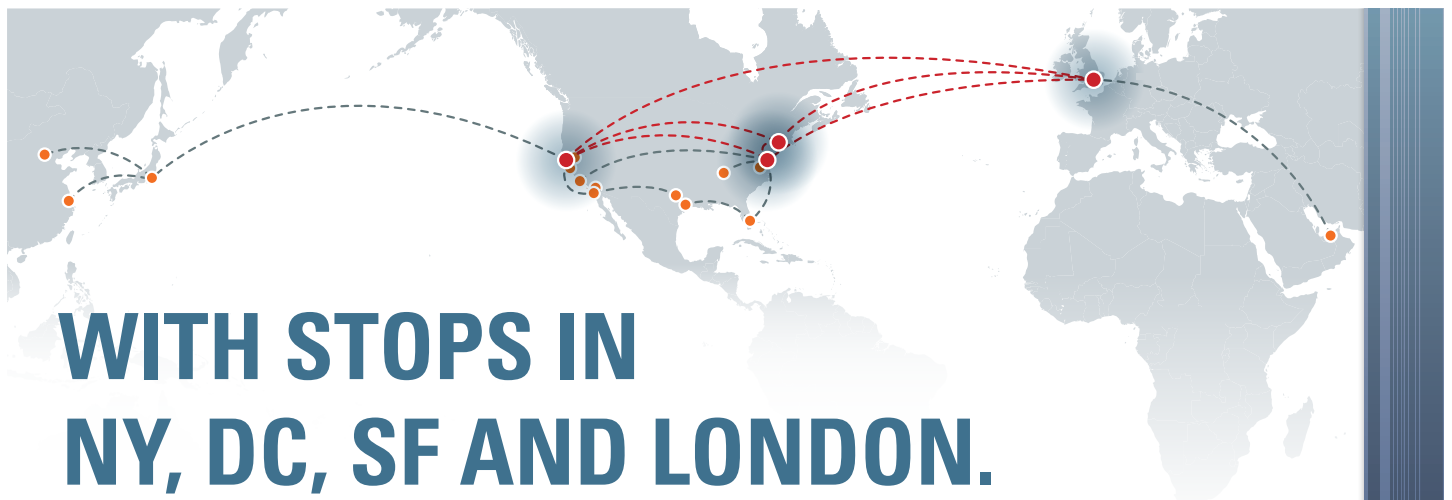 WITH STOPS IN
NY, DC, SF AND LONDON.